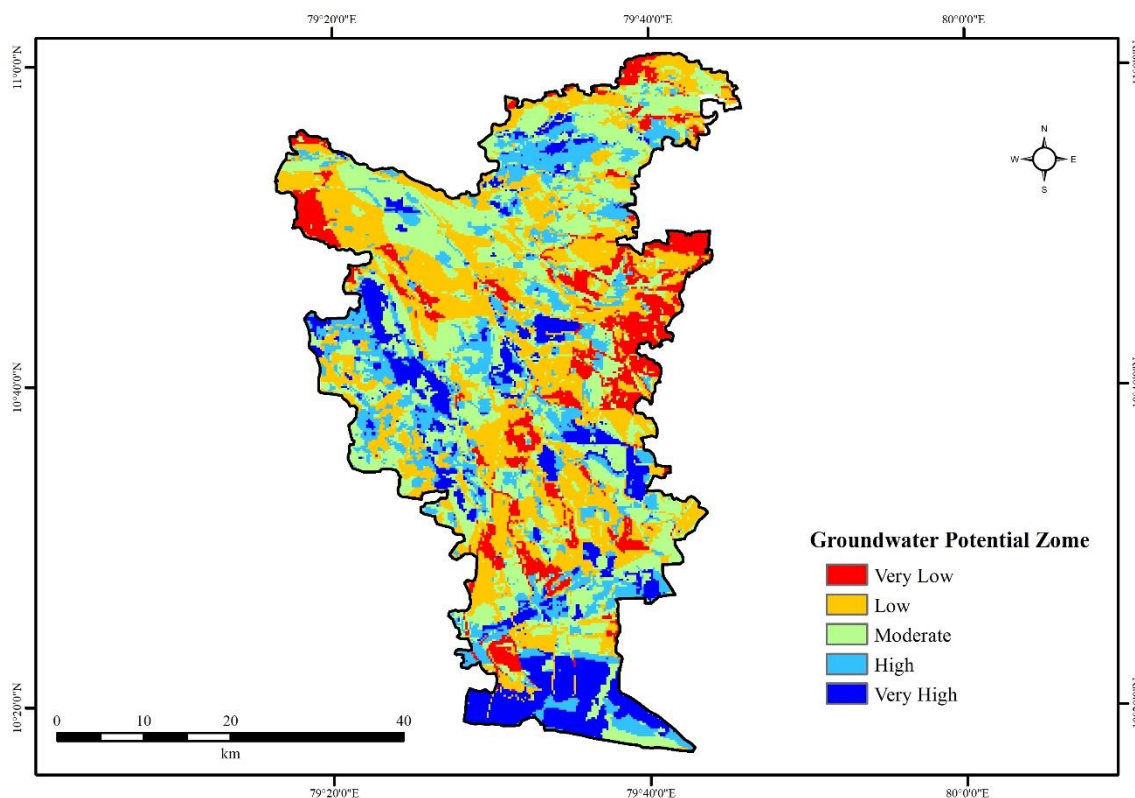 79°20'0"E 79°40'0"E 80°0'0"E
11°0'0"N
N
W E
S
10°40'0"N
Groundwater Potential Zone
Very Low
Low
Moderate
High
Very High
10°20'0"N
0 10 20 40
km
79°20'0"E 79°40'0"E 80°0'0"E